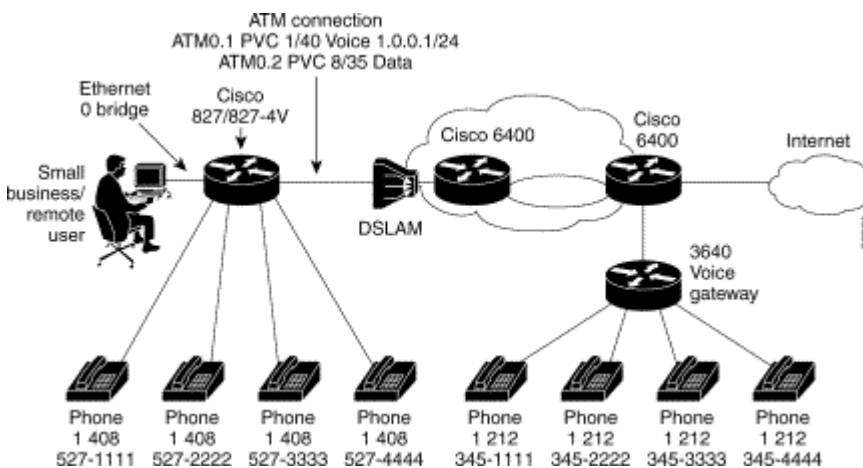 ATM connection
ATM0.1 PVC 1/40 Voice 1.0.0.1/24
ATM0.2 PVC 8/35 Data
Ethernet
0 bridge
Cisco
827/827-4V
Cisco 6400
Cisco
6400
Internet
Small
business/
remote
user
DSLAM
3640
Voice
gateway
Phone
1 408
527-1111
Phone
1 408
527-2222
Phone
1 408
527-3333
Phone
1 408
527-4444
Phone
1 212
345-1111
Phone
1 212
345-2222
Phone
1 212
345-3333
Phone
1 212
345-4444